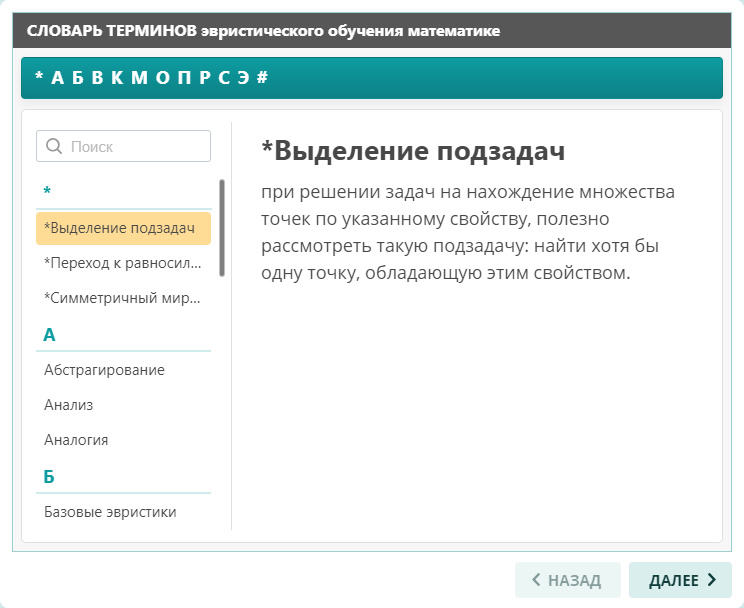 СЛОВАРЬ ТЕРМИНОВ эвристического обучения математике
* А Б В К М О П Р С Э #
Поиск
*
*Выделение подзадач
*Переход к равносил...
*Симметричный мир...
А
Абстрагирование
Анализ
Аналогия
Б
Базовые эвристики
*Выделение подзадач
при решении задач на нахождение множества
точек по указанному свойству, полезно
рассмотреть такую подзадачу: найти хотя бы
одну точку, обладающую этим свойством.
НАЗАД
ДАЛЕЕ